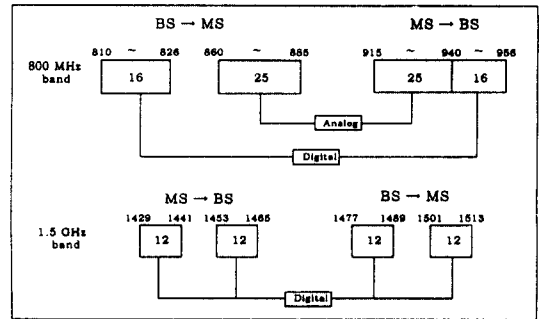 BS → MS MS → BS
810 ~ 826 860 ~ 885 915 ~ 940 ~ 956
800 MHz band
16 25 25 16
Analog
Digital
MS → BS BS → MS
1429 1441 1453 1465 1477 1489 1501 1513
1.5 GHz band
12 12 12 12
Digital